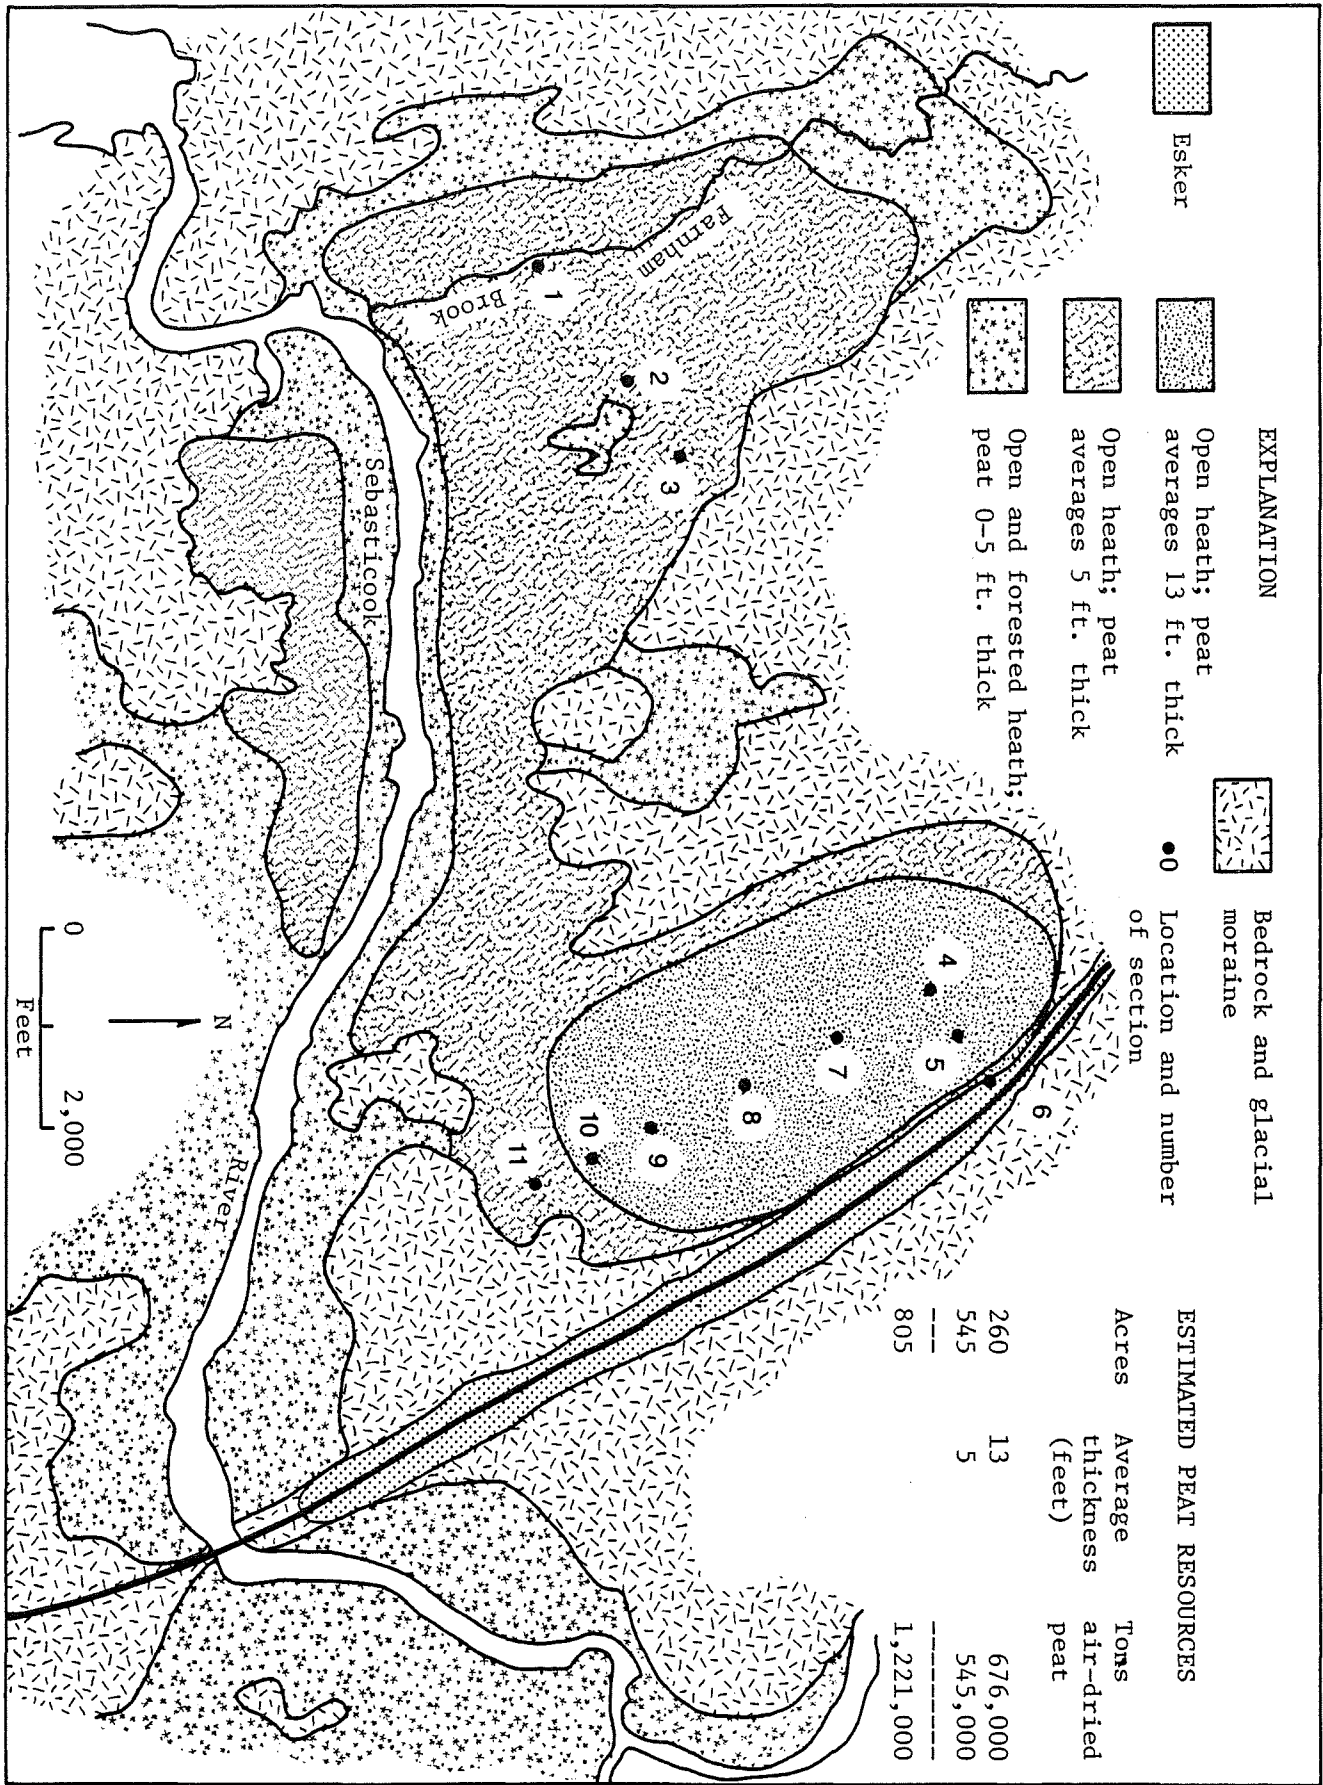 EXPLANATION
Open heath; peat
averages 13 ft. thick
Open heath; peat
averages 5 ft. thick
Open and forested heath;
peat 0-5 ft. thick
Esker
Bedrock and glacial
moraine
0 Location and number
of section
ESTIMATED PEAT RESOURCES
Acres Average Tons
thickness air-dried
(feet) peat
260 13 676,000
545 5 545,000
--- -------
805 1,221,000
Farnham
Brook
1
2
3
4
5
6
7
8
9
10
11
Sebasticook
River
N
0 2,000
Feet